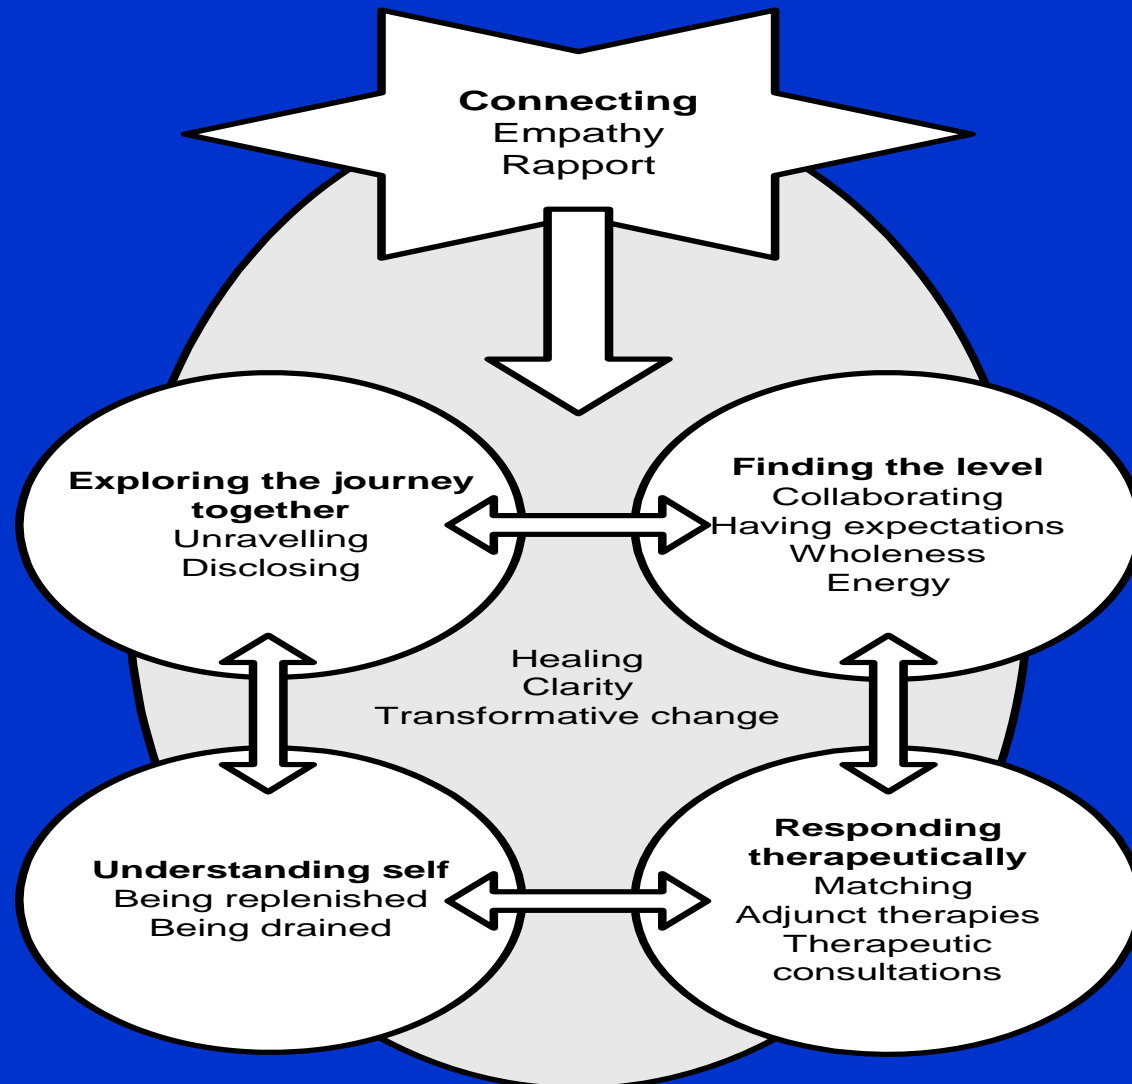 Connecting
Empathy
Rapport
Exploring the journey
together
Unravelling
Disclosing
Finding the level
Collaborating
Having expectations
Wholeness
Energy
Healing
Clarity
Transformative change
Understanding self
Being replenished
Being drained
Responding
therapeutically
Matching
Adjunct therapies
Therapeutic
consultations